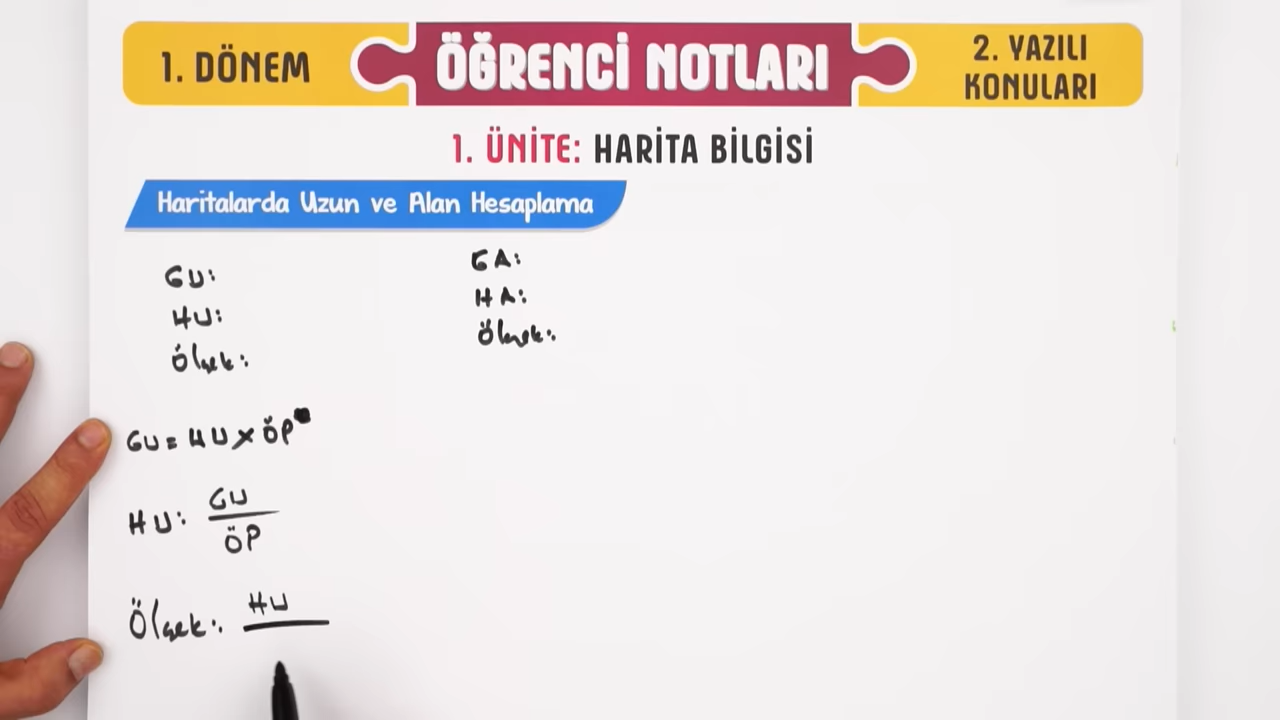 1. DÖNEM
ÖĞRENCİ NOTLARI
2. YAZILI
KONULARI
1. ÜNİTE: HARİTA BİLGİSİ
Haritalarda Uzun ve Alan Hesaplama
GU:
HU:
Ölçek:
GA:
HA:
Ölçek:
GU = HU x ÖP
HU: GU
ÖP
Ölçek: HU